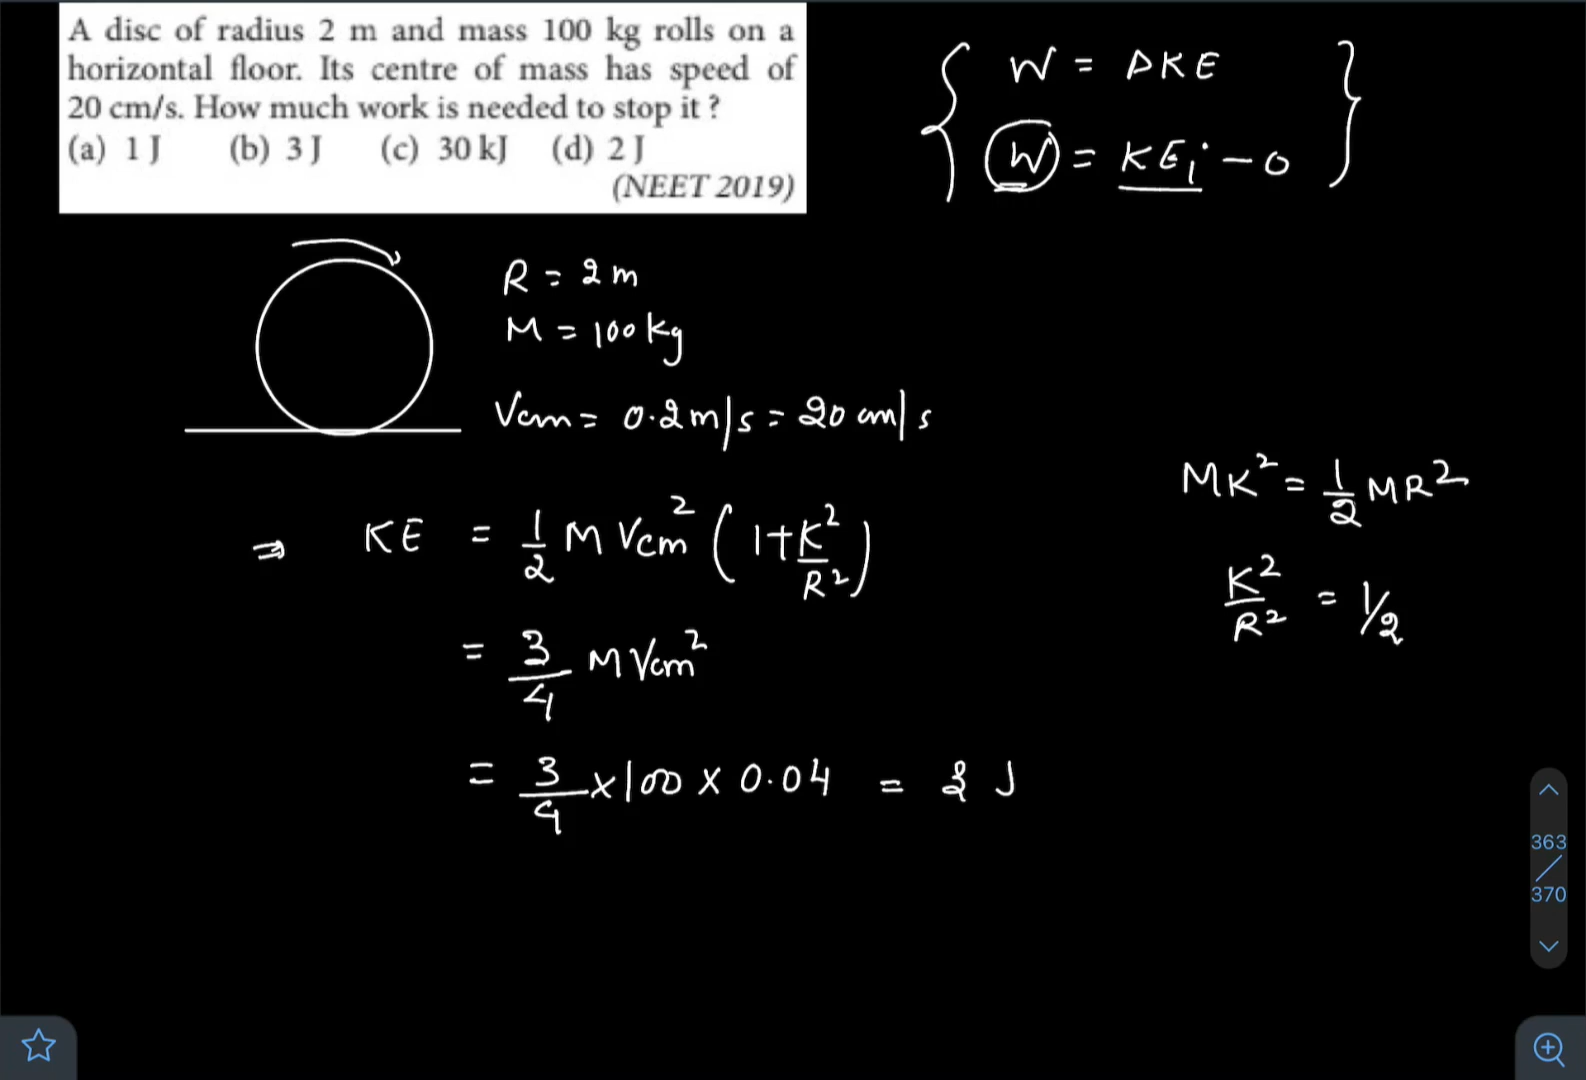 A disc of radius 2 m and mass 100 kg rolls on a
horizontal floor. Its centre of mass has speed of
20 cm/s. How much work is needed to stop it ?
(a) 1 J (b) 3 J (c) 30 kJ (d) 2 J
(NEET 2019)
W = ΔKE
W = KEi - 0
R = 2 m
M = 100 kg
Vcm = 0.2 m/s = 20 cm/s
⇒ KE = 1/2 M Vcm² (1 + K²/R²)
= 3/4 M Vcm²
= 3/4 × 100 × 0.04 = J
MK² = 1/2 MR²
K²/R² = 1/2
363
/
370